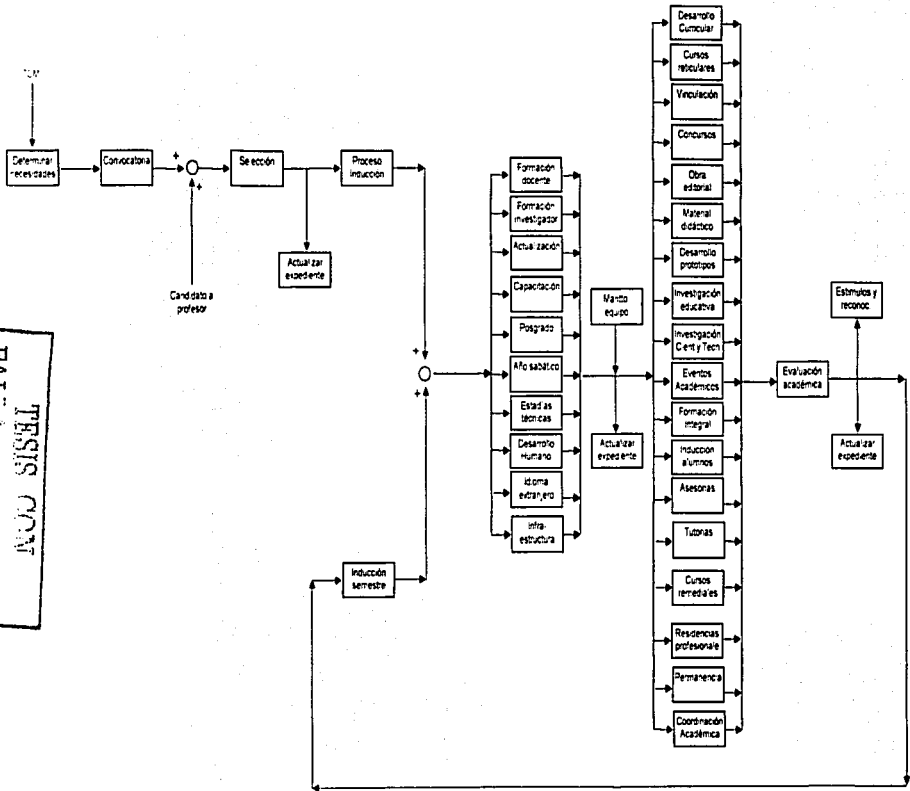 Determinar
necesidades
Convocatoria
+
+
Selección
Proceso
Inducción
Actualizar
expediente
Candidato a
profesor
+
+
Inducción
semestre
Formación
docente
Formación
investigador
Actualización
Capacitación
Posgrado
Año sabático
Estadías
técnicas
Desarrollo
Humano
Idioma
extranjero
Infra-
estructura
Mantto
equipo
Actualizar
expediente
Desarrollo
Curricular
Cursos
reticulares
Vinculación
Concursos
Obra
editorial
Material
didáctico
Desarrollo
prototipos
Investigación
educativa
Investigación
Cient y Tecn
Eventos
Académicos
Formación
integral
Inducción
alumnos
Asesorías
Tutorías
Cursos
remediales
Residencias
profesionale
Permanencia
Coordinación
Académica
Evaluación
académica
Estímulos y
reconoc
Actualizar
expediente
TESIS CON